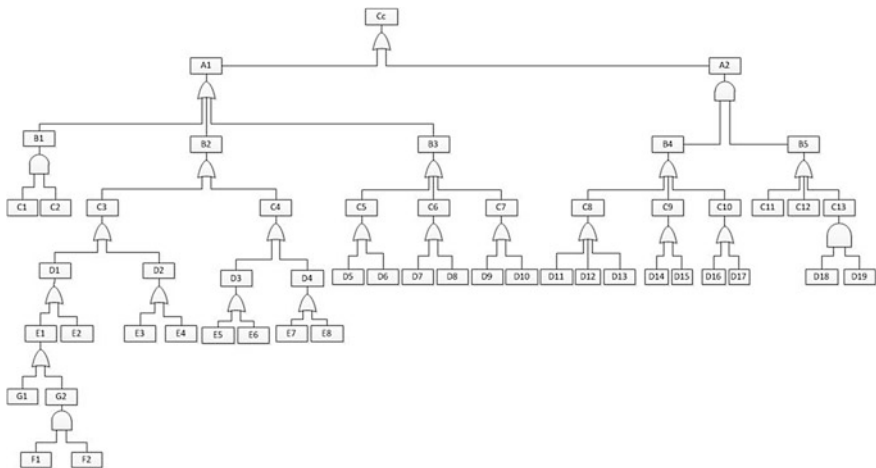 Cc
A1 A2
B1 B2 B3 B4 B5
C1 C2 C3 C4 C5 C6 C7 C8 C9 C10 C11 C12 C13
D1 D2 D3 D4 D5 D6 D7 D8 D9 D10 D11 D12 D13 D14 D15 D16 D17 D18 D19
E1 E2 E3 E4 E5 E6 E7 E8
G1 G2
F1 F2